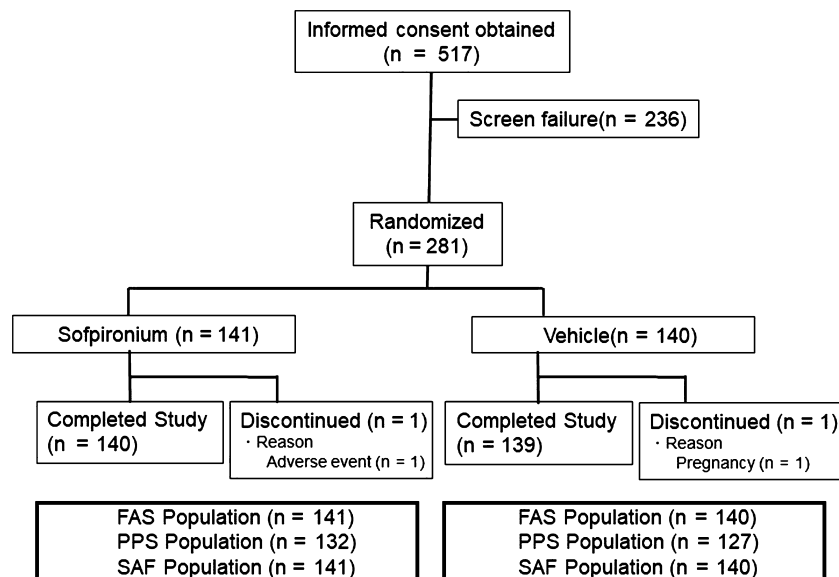 Informed consent obtained
(n = 517)
Screen failure(n = 236)
Randomized
(n = 281)
Sofpironium (n = 141)
Vehicle(n = 140)
Completed Study
(n = 140)
Discontinued (n = 1)
・Reason
Adverse event (n = 1)
Completed Study
(n = 139)
Discontinued (n = 1)
・Reason
Pregnancy (n = 1)
FAS Population (n = 141)
PPS Population (n = 132)
SAF Population (n = 141)
FAS Population (n = 140)
PPS Population (n = 127)
SAF Population (n = 140)